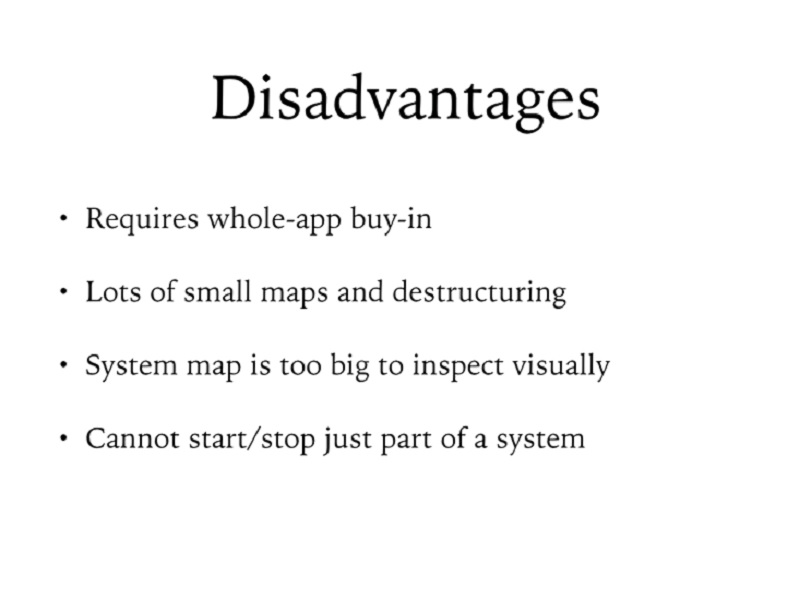 Disadvantages
• Requires whole-app buy-in
• Lots of small maps and destructuring
• System map is too big to inspect visually
• Cannot start/stop just part of a system